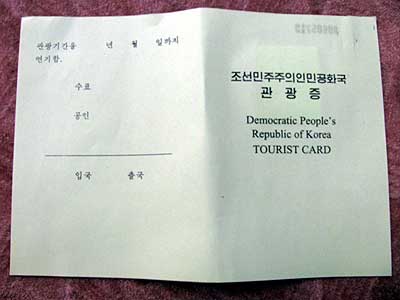 관광기간을 년 월 일까지
연기함.
수표
공인
입국 출국
조선민주주의인민공화국
관 광 증
Democratic People's
Republic of Korea
TOURIST CARD